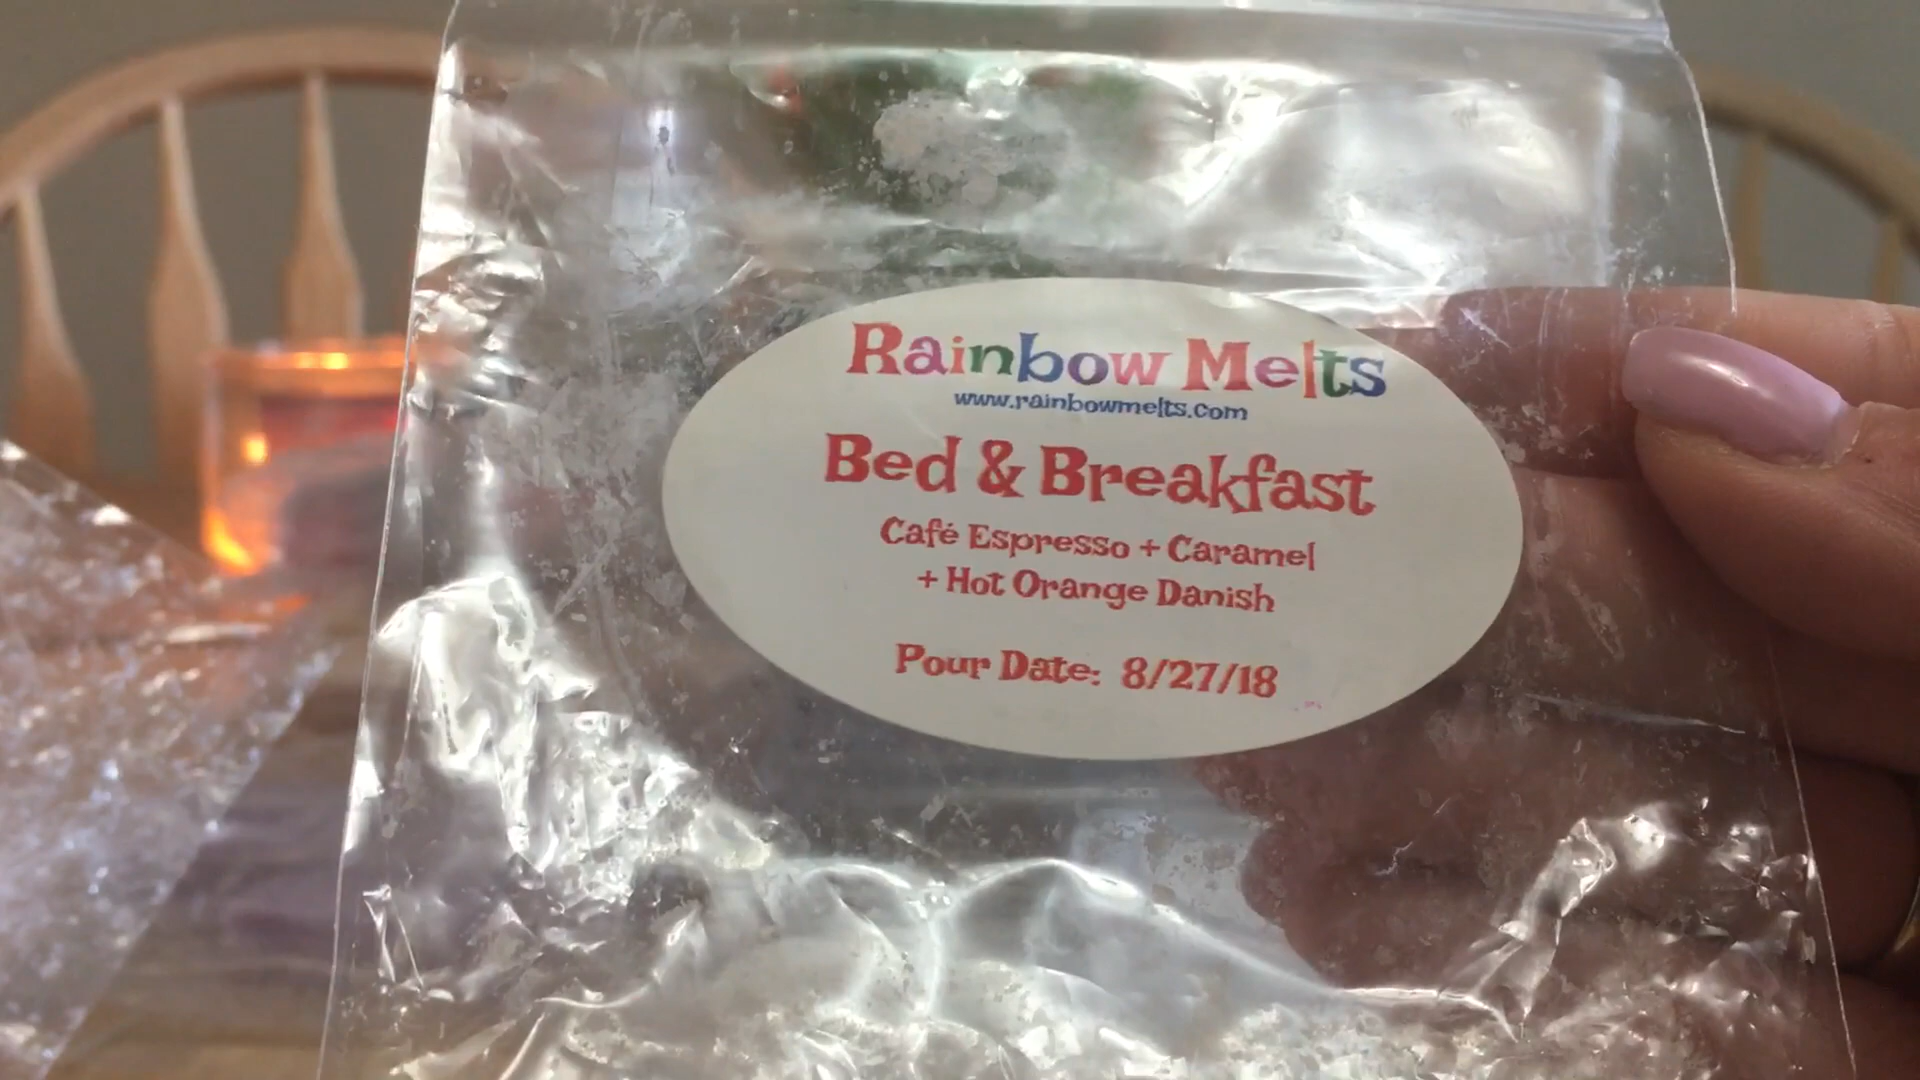 Rainbow Melts
www.rainbowmelts.com
Bed & Breakfast
Café Espresso + Caramel
+ Hot Orange Danish
Pour Date: 8/27/18